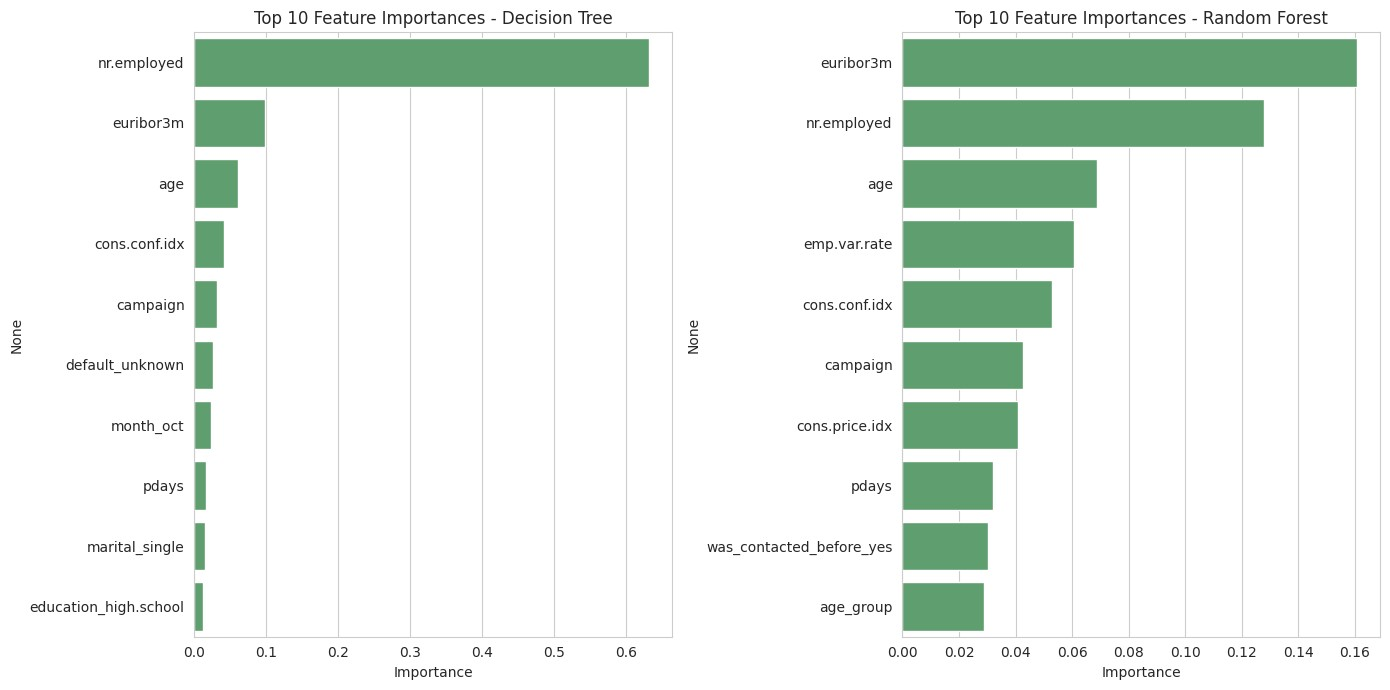 Top 10 Feature Importances - Decision Tree
nr.employed
euribor3m
age
cons.conf.idx
campaign
default_unknown
month_oct
pdays
marital_single
education_high.school
None
0.0 0.1 0.2 0.3 0.4 0.5 0.6
Importance
Top 10 Feature Importances - Random Forest
euribor3m
nr.employed
age
emp.var.rate
cons.conf.idx
campaign
cons.price.idx
pdays
was_contacted_before_yes
age_group
None
0.00 0.02 0.04 0.06 0.08 0.10 0.12 0.14 0.16
Importance